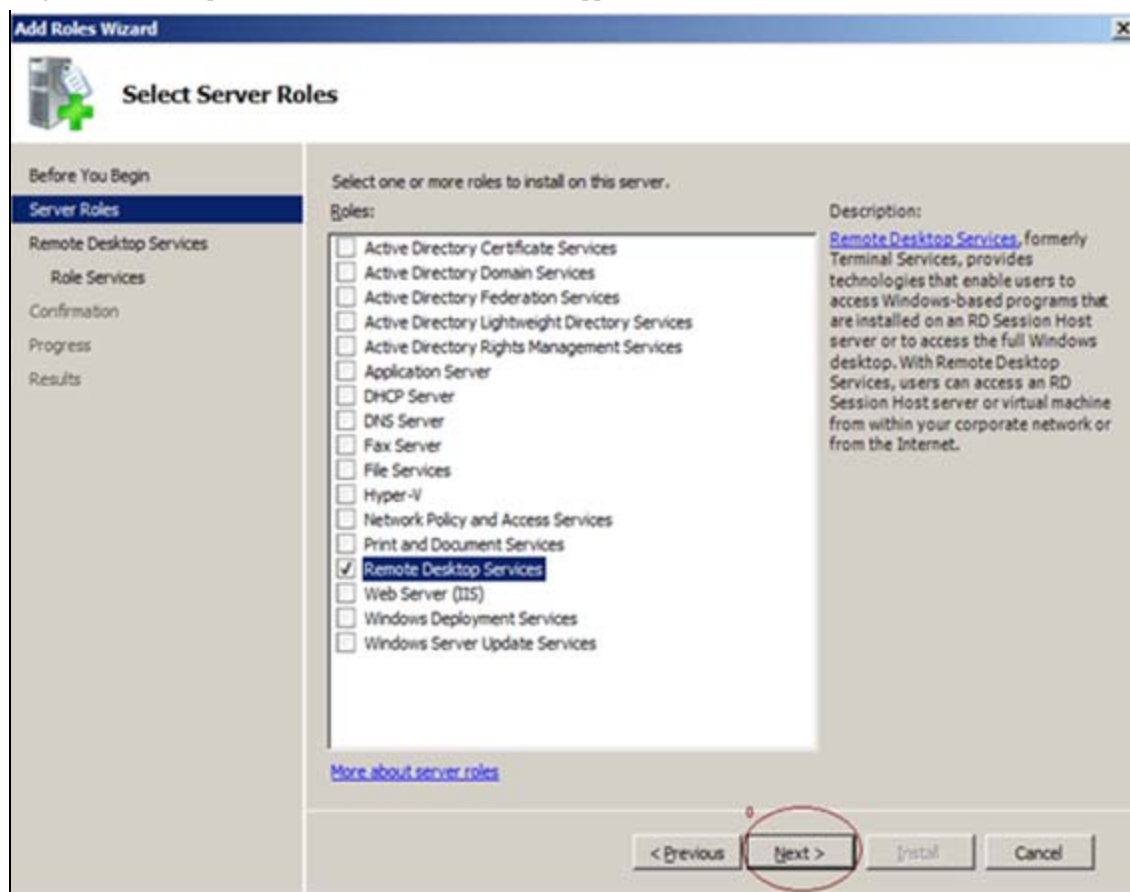 Add Roles Wizard
Select Server Roles
Before You Begin
Server Roles
Remote Desktop Services
Role Services
Confirmation
Progress
Results
Select one or more roles to install on this server.
Roles:
Active Directory Certificate Services
Active Directory Domain Services
Active Directory Federation Services
Active Directory Lightweight Directory Services
Active Directory Rights Management Services
Application Server
DHCP Server
DNS Server
Fax Server
File Services
Hyper-V
Network Policy and Access Services
Print and Document Services
Remote Desktop Services
Web Server (IIS)
Windows Deployment Services
Windows Server Update Services
More about server roles
Description:
Remote Desktop Services, formerly
Terminal Services, provides
technologies that enable users to
access Windows-based programs that
are installed on an RD Session Host
server or to access the full Windows
desktop. With Remote Desktop
Services, users can access an RD
Session Host server or virtual machine
from within your corporate network or
from the Internet.
0
< Previous Next > Install Cancel